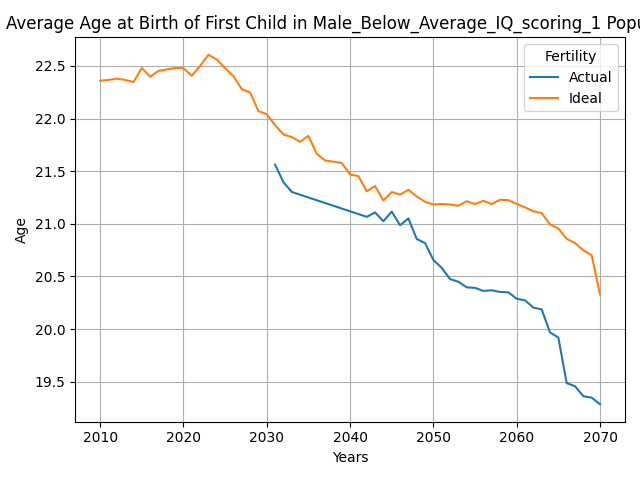 Average Age at Birth of First Child in Male_Below_Average_IQ_scoring_1
Fertility
Actual
Ideal
22.5
22.0
21.5
21.0
20.5
20.0
19.5
Age
2010 2020 2030 2040 2050 2060 2070
Years